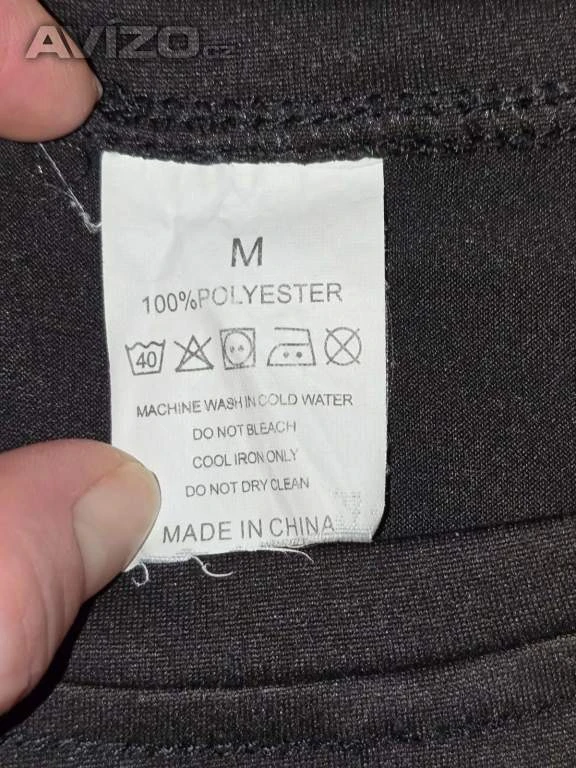 AVÍZO.cz
M
100%POLYESTER
40
MACHINE WASH IN COLD WATER
DO NOT BLEACH
COOL IRON ONLY
DO NOT DRY CLEAN
MADE IN CHINA